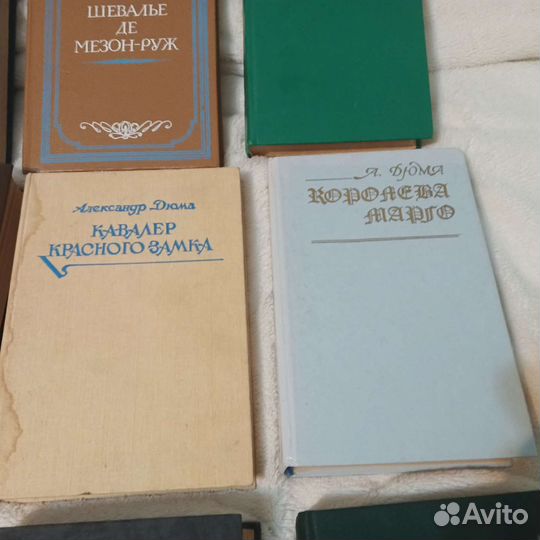 ШЕВАЛЬЕ
ДЕ
МЕЗОН-РУЖ
Александр Дюма
КАВАЛЕР
КРАСНОГО ЗАМКА
А. ДЮМА
КОРОЛЕВА
МАРГО
Avito